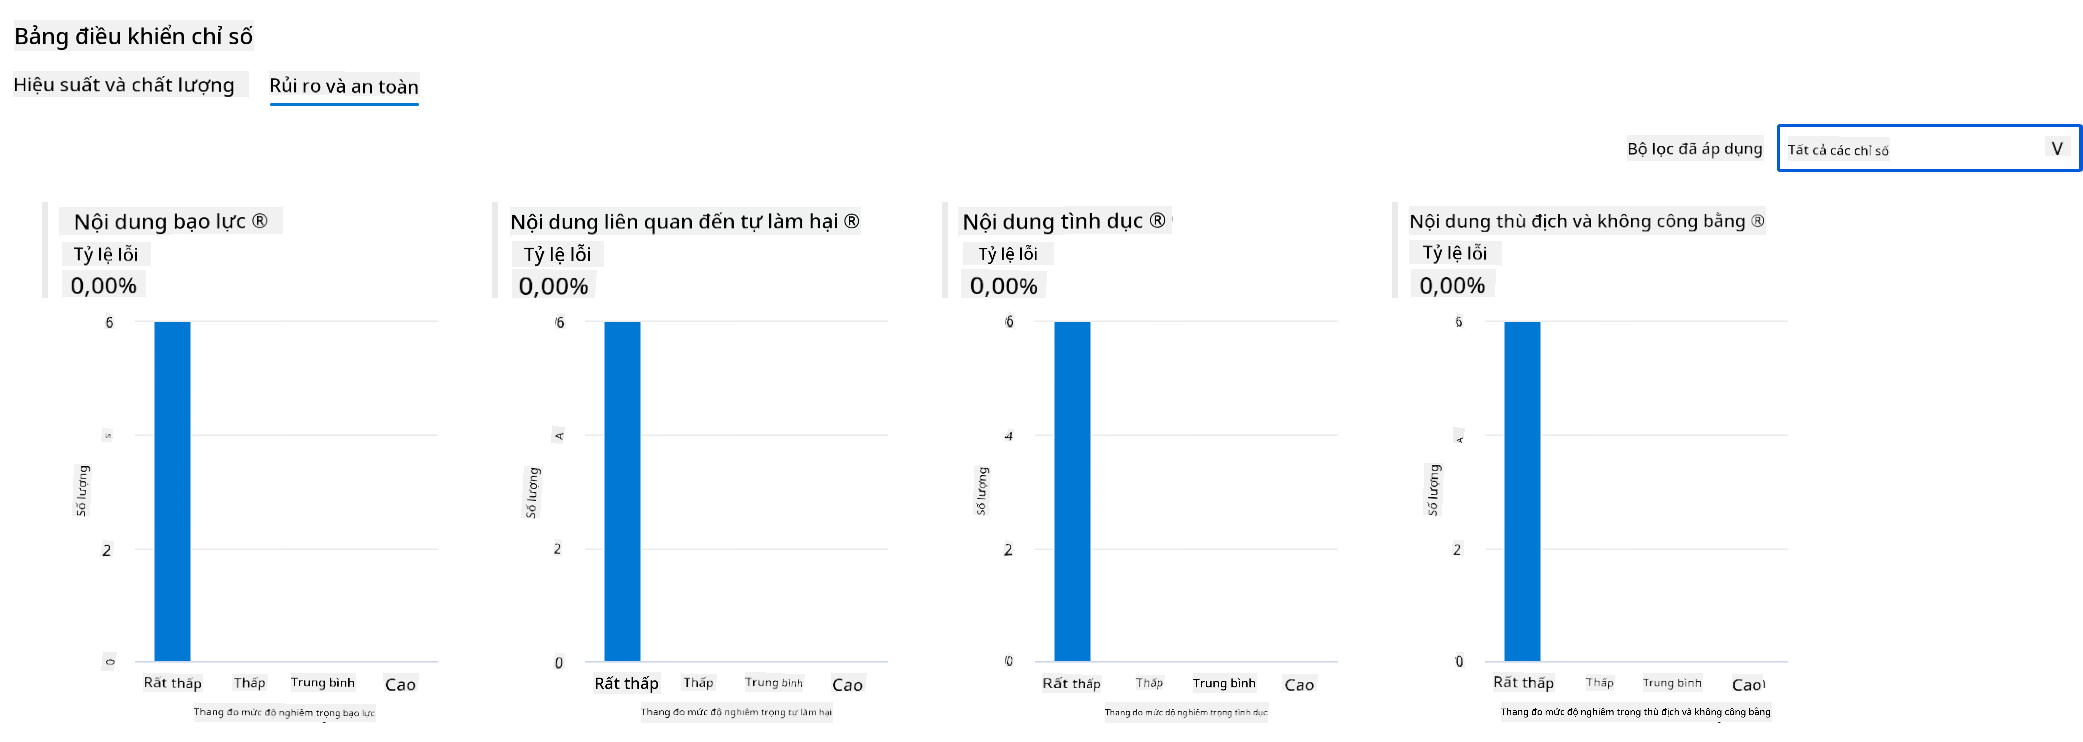 Bảng điều khiển chỉ số
Hiệu suất và chất lượng
Rủi ro và an toàn
Bộ lọc đã áp dụng
Tất cả các chỉ số
V
Nội dung bạo lực ®
Tỷ lệ lỗi
0,00%
6
2
0
Số lượng
Rất thấp
Thấp
Trung bình
Cao
Thang đo mức độ nghiêm trọng bạo lực
Nội dung liên quan đến tự làm hại ®
Tỷ lệ lỗi
0,00%
6
2
0
Số lượng
Rất thấp
Thấp
Trung bình
Cao
Thang đo mức độ nghiêm trọng tự làm hại
Nội dung tình dục ®
Tỷ lệ lỗi
0,00%
6
4
2
0
Số lượng
Rất thấp
Thấp
Trung bình
Cao
Thang đo mức độ nghiêm trọng tình dục
Nội dung thù địch và không công bằng ®
Tỷ lệ lỗi
0,00%
6
2
0
Số lượng
Rất thấp
Thấp
Trung bình
Cao
Thang đo mức độ nghiêm trọng thù địch và không công bằng